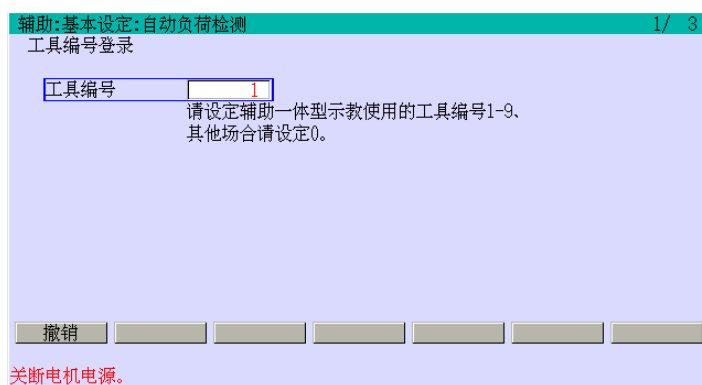 辅助:基本设定:自动负荷检测 1/ 3
工具编号登录
工具编号 1
请设定辅助一体型示教使用的工具编号1-9、
其他场合请设定0。
撤销
关断电机电源。